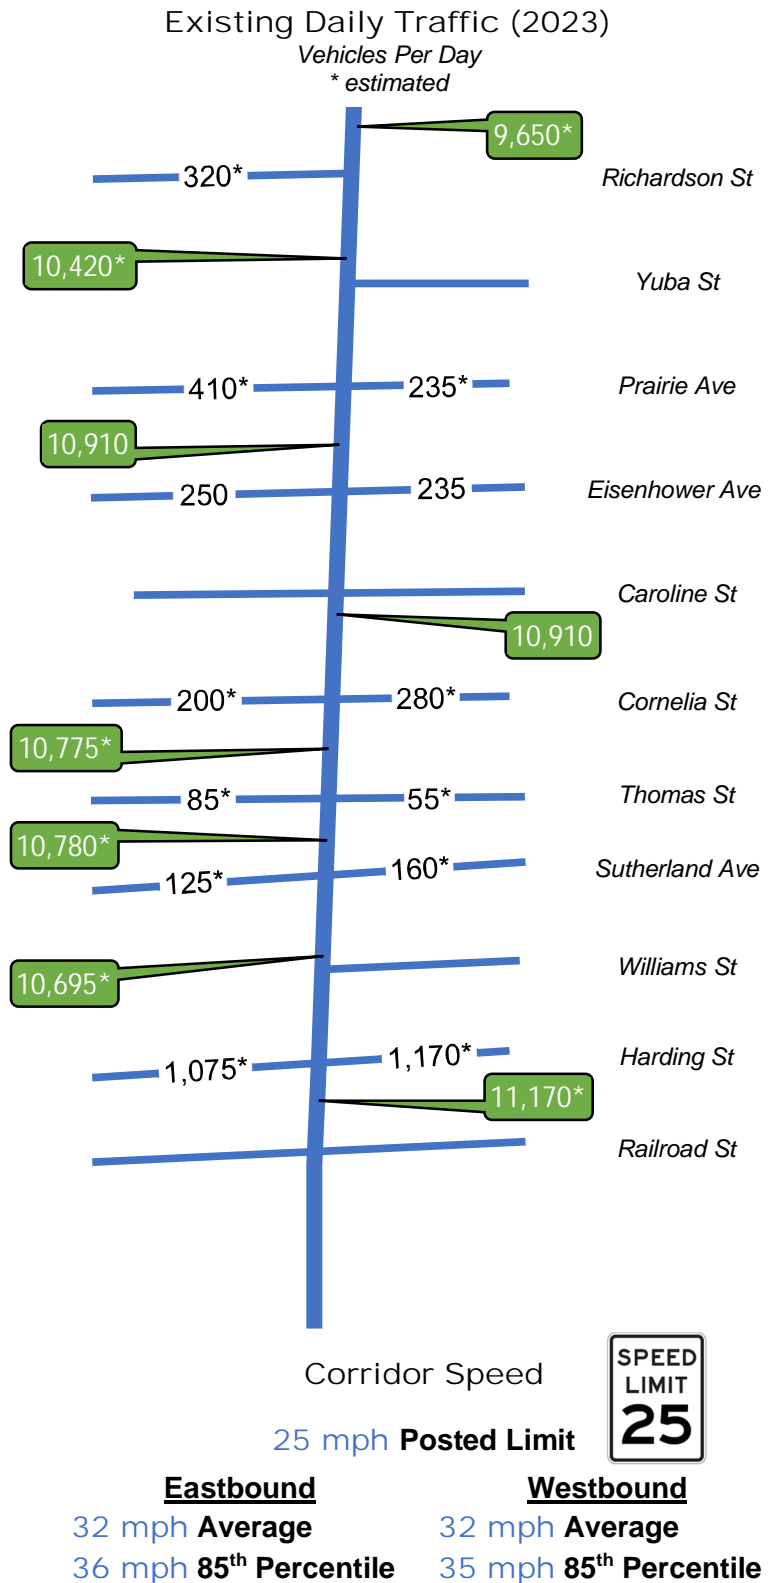 Existing Daily Traffic (2023)
Vehicles Per Day
* estimated
9,650*
320*
Richardson St
10,420*
Yuba St
410*
235*
Prairie Ave
10,910
250
235
Eisenhower Ave
Caroline St
10,910
200*
280*
Cornelia St
10,775*
85*
55*
Thomas St
10,780*
125*
160*
Sutherland Ave
Williams St
10,695*
1,075*
1,170*
Harding St
11,170*
Railroad St
Corridor Speed
SPEED
LIMIT
25
25 mph Posted Limit
Eastbound
32 mph Average
36 mph 85th Percentile
Westbound
32 mph Average
35 mph 85th Percentile